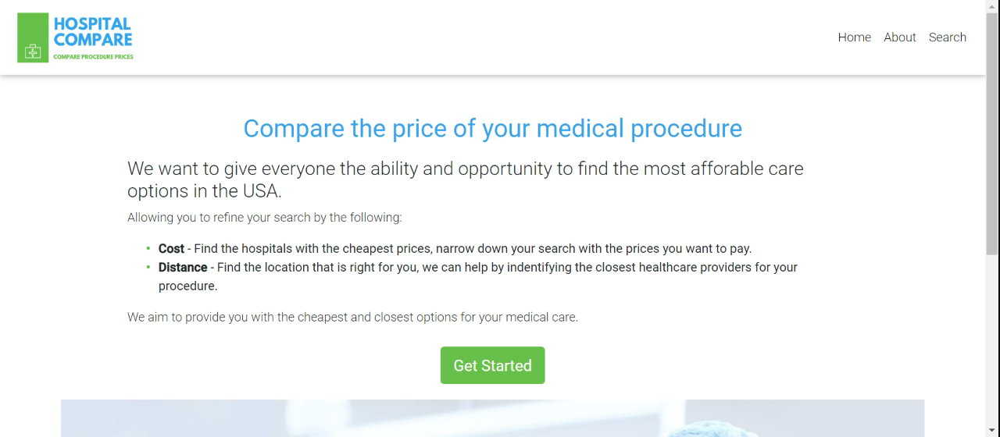 HOSPITAL
COMPARE
COMPARE PROCEDURE PRICES
Home About Search
Compare the price of your medical procedure
We want to give everyone the ability and opportunity to find the most afforable care
options in the USA.
Allowing you to refine your search by the following:
• Cost - Find the hospitals with the cheapest prices, narrow down your search with the prices you want to pay.
• Distance - Find the location that is right for you, we can help by indentifying the closest healthcare providers for your
procedure.
We aim to provide you with the cheapest and closest options for your medical care.
Get Started